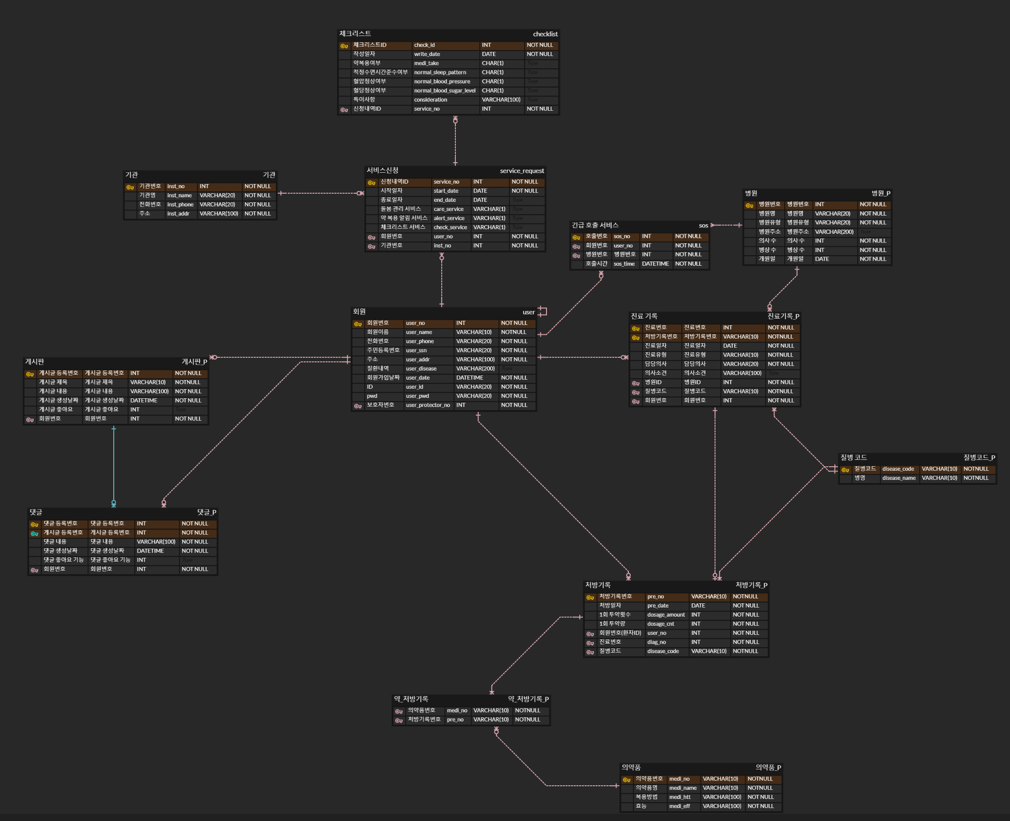 체크리스트 checklist
체크리스트ID check_id INT NOT NULL
작성일자 write_date DATE NOT NULL
약복용여부 medi_take CHAR(1)
적정수면시간준수여부 normal_sleep_pattern CHAR(1)
혈압정상여부 normal_blood_pressure CHAR(1)
혈당정상여부 normal_blood_sugar_level CHAR(1)
특이사항 consideration VARCHAR(100)
신청내역ID service_no INT NOT NULL
기관 기관
기관번호 Inst_no INT NOT NULL
기관명 Inst_name VARCHAR(20) NOT NULL
전화번호 Inst_phone VARCHAR(20) NOT NULL
주소 Inst_addr VARCHAR(100) NOT NULL
서비스신청 service_request
신청내역ID service_no INT NOT NULL
시작일자 start_date DATE NOT NULL
종료일자 end_date DATE
돌봄 관리 서비스 care_service VARCHAR(1)
약 복용 알림 서비스 alert_service VARCHAR(1)
체크리스트 서비스 check_service VARCHAR(1)
회원번호 user_no INT NOT NULL
기관번호 Inst_no INT NOT NULL
긴급 호출 서비스 sos
호출번호 sos_no INT NOT NULL
회원번호 user_no INT NOT NULL
병원번호 병원번호 INT NOT NULL
호출시간 sos_time DATETIME NOT NULL
병원 병원_P
병원번호 병원번호 INT NOT NULL
병원명 병원명 VARCHAR(20) NOT NULL
병원유형 병원유형 VARCHAR(20) NOT NULL
병원주소 병원주소 VARCHAR(200)
의사 수 의사 수 INT NOT NULL
병상 수 병상 수 INT NOT NULL
개원일 개원일 DATE NOT NULL
회원 user
회원번호 user_no INT NOT NULL
회원이름 user_name VARCHAR(10) NOTNULL
전화번호 user_phone VARCHAR(20) NOT NULL
주민등록번호 user_ssn VARCHAR(20) NOT NULL
주소 user_addr VARCHAR(100) NOT NULL
질환내역 user_disease VARCHAR(200)
회원가입날짜 user_date DATETIME NOT NULL
ID user_id VARCHAR(20) NOT NULL
pwd user_pwd VARCHAR(20) NOT NULL
보호자번호 user_protector_no INT NOT NULL
진료 기록 진료기록_P
진료번호 진료번호 INT NOT NULL
처방기록번호 처방기록번호 VARCHAR(10) NOTNULL
진료일자 진료일자 DATE NOT NULL
진료유형 진료유형 VARCHAR(10) NOT NULL
담당의사 담당의사 VARCHAR(20) NOT NULL
의사소견 의사소견 VARCHAR(100)
병원ID 병원ID INT NOT NULL
질병코드 질병코드 VARCHAR(10) NOTNULL
회원번호 회원번호 INT NOT NULL
게시판 게시판_P
게시글 등록번호 게시글 등록번호 INT NOTNULL
게시글 제목 게시글 제목 VARCHAR(10) NOT NULL
게시글 내용 게시글 내용 VARCHAR(100) NOT NULL
게시글 생성날짜 게시글 생성날짜 DATETIME NOT NULL
게시글 좋아요 게시글 좋아요 INT
회원번호 회원번호 INT NOT NULL
질병 코드 질병코드_P
질병코드 disease_code VARCHAR(10) NOTNULL
병명 disease_name VARCHAR(10) NOT NULL
댓글 댓글_P
댓글 등록번호 댓글 등록번호 INT NOT NULL
게시글 등록번호 게시글 등록번호 INT NOT NULL
댓글 내용 댓글 내용 VARCHAR(100) NOT NULL
댓글 생성날짜 댓글 생성날짜 DATETIME NOT NULL
댓글 좋아요 기능 댓글 좋아요 기능 INT
회원번호 회원번호 INT NOT NULL
처방기록 처방기록_P
처방기록번호 pre_no VARCHAR(10) NOTNULL
처방일자 pre_date DATE NOT NULL
1회 투약횟수 dosage_amount INT NOT NULL
1회 투약량 dosage_cnt INT NOT NULL
회원번호(환자ID) user_no INT NOT NULL
진료번호 diag_no INT NOT NULL
질병코드 disease_code VARCHAR(10) NOTNULL
약_처방기록 약_처방기록_P
의약품번호 medi_no VARCHAR(10) NOTNULL
처방기록번호 pre_no VARCHAR(10) NOTNULL
의약품 의약품_P
의약품번호 medi_no VARCHAR(10) NOTNULL
의약품명 medi_name VARCHAR(10) NOT NULL
복용방법 VARCHAR(100) NOT NULL
효능 medi_eff VARCHAR(100) NOT NULL